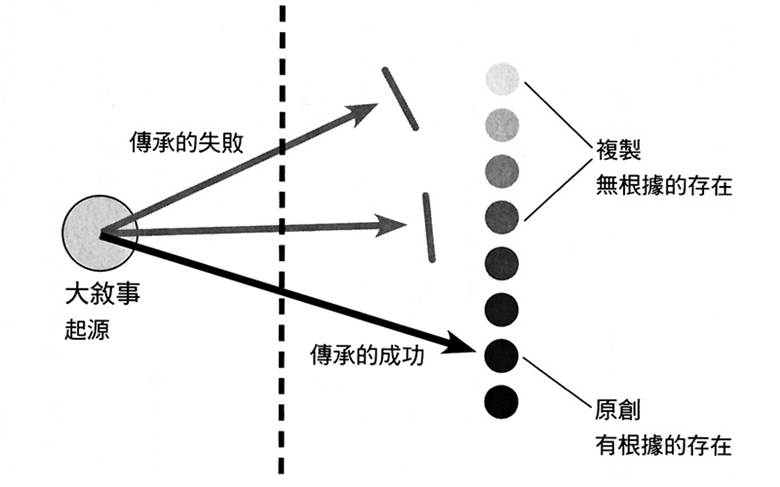 傳承的失敗
複製
無根據的存在
大敘事
起源
傳承的成功
原創
有根據的存在